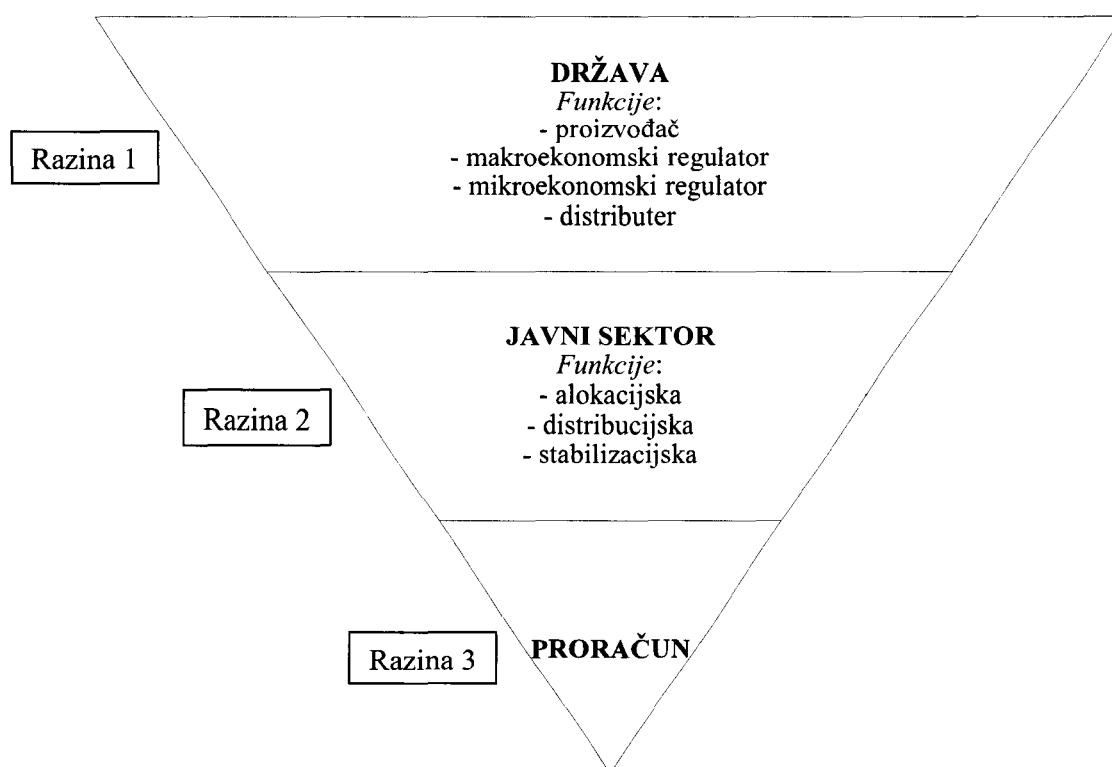 DRŽAVA
Funkcije:
- proizvođač
- makroekonomski regulator
- mikroekonomski regulator
- distributer
Razina 1
JAVNI SEKTOR
Funkcije:
- alokacijska
- distribucijska
- stabilizacijska
Razina 2
PRORAČUN
Razina 3